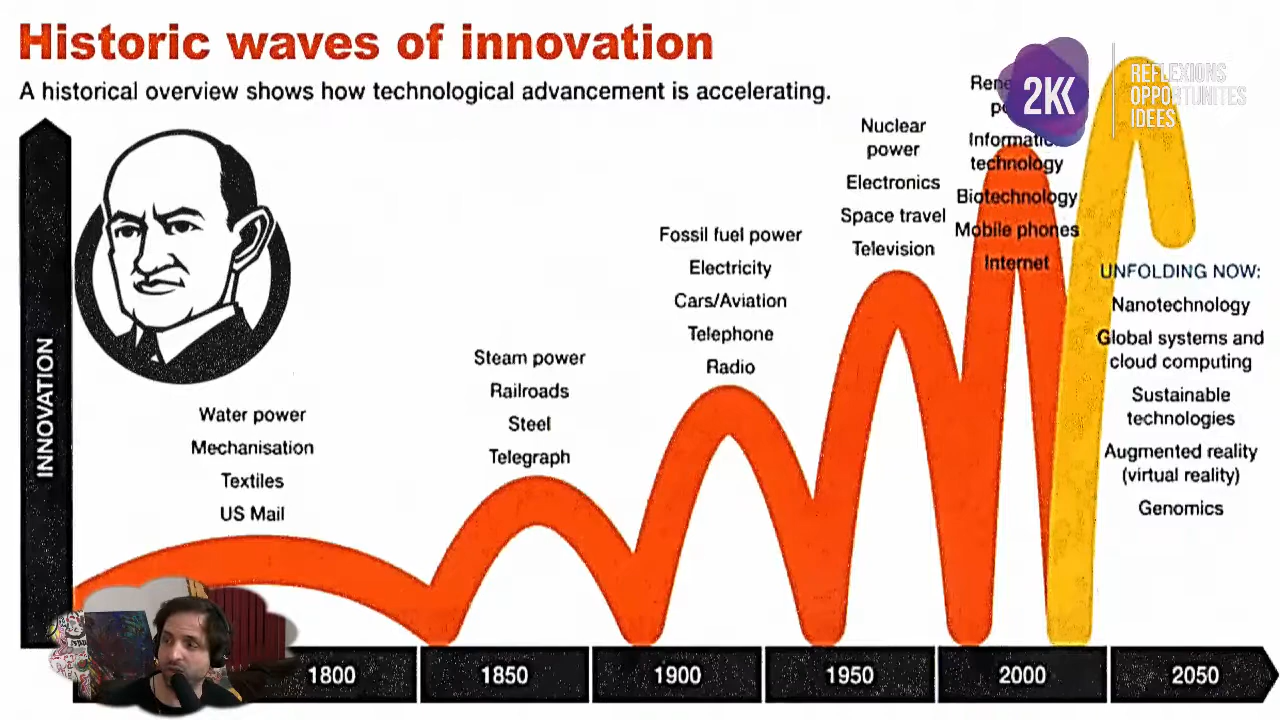 Historic waves of innovation
A historical overview shows how technological advancement is accelerating.
2KK
REFLEXIONS
OPPORTUNITES
IDEES
INNOVATION
Water power
Mechanisation
Textiles
US Mail
Steam power
Railroads
Steel
Telegraph
Fossil fuel power
Electricity
Cars/Aviation
Telephone
Radio
Nuclear
power
Electronics
Space travel
Television
technology
Biotechnology
Mobile phones
Internet
UNFOLDING NOW:
Nanotechnology
Global systems and
cloud computing
Sustainable
technologies
Augmented reality
(virtual reality)
Genomics
1800
1850
1900
1950
2000
2050